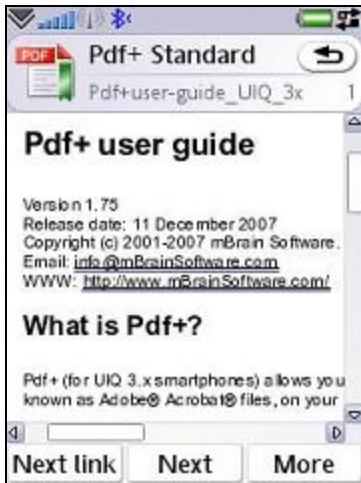 PDF
Pdf+ Standard
Pdf+user-guide_UIQ_3x 1
Pdf+ user guide
Version 1.75
Release date: 11 December 2007
Copyright (c) 2001-2007 mBrain Software.
Email: info@mBrainSoftware.com
WWW: http://www.mBrainSoftware.com/
What is Pdf+?
Pdf+ (for UIQ 3.x smartphones) allows you
known as Adobe® Acrobat® files, on your
Next link Next More